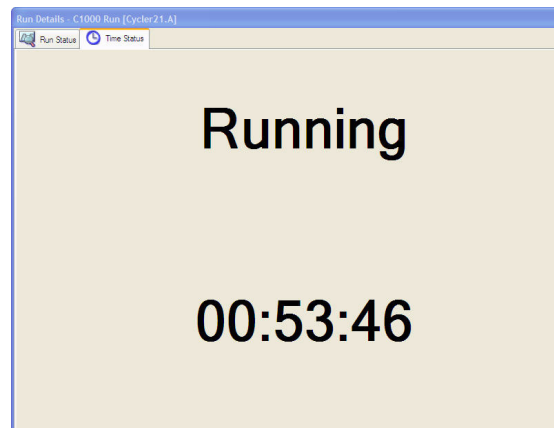 Run Details - C1000 Run [Cycler21.A]
Run Status Time Status
Running
00:53:46